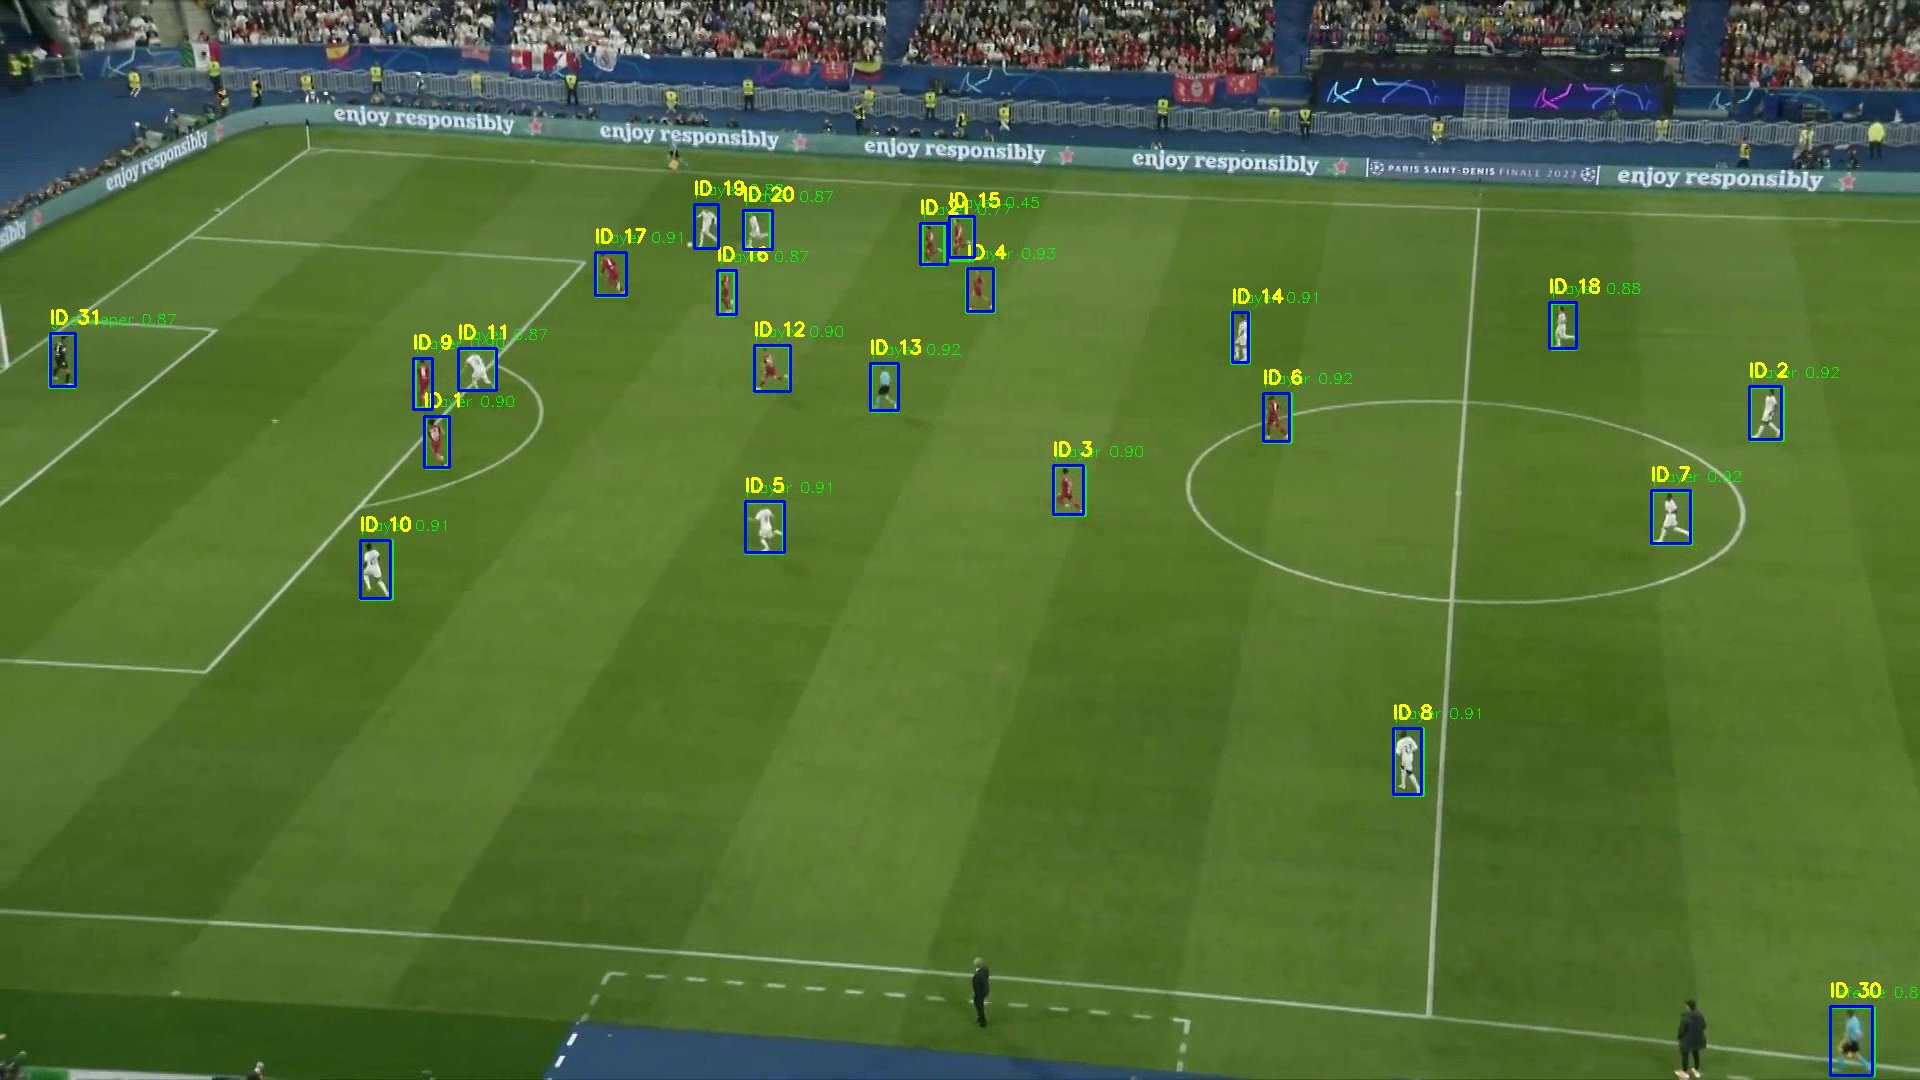 enjoy responsibly
enjoy responsibly
enjoy responsibly
enjoy responsibly
enjoy responsibly
PARIS SAINT-DENIS FINALE 2022
enjoy responsibly
ID 19
ID 20 0.87
ID 15 0.45
ID 17 0.91
ID 16 0.87
ID 4 0.93
ID 14 0.91
ID 18 0.88
ID 31 0.87
ID 9
ID 11 0.87
ID 12 0.90
ID 13 0.92
ID 6 0.92
ID 2 0.92
ID 1 0.90
ID 3 0.90
ID 5 0.91
ID 7 0.92
ID 10 0.91
ID 8 0.91
ID 30